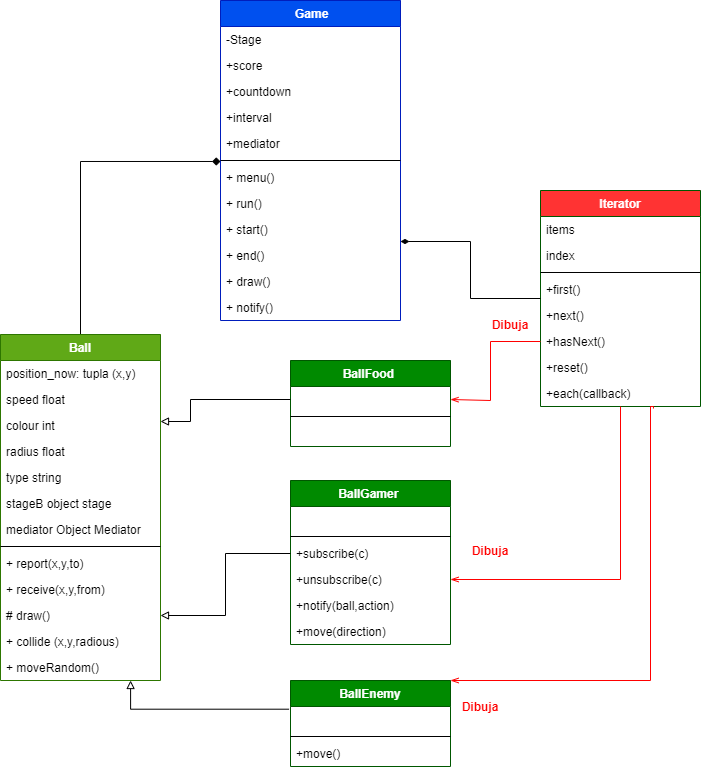 Game
-Stage
+score
+countdown
+interval
+mediator
+ menu()
+ run()
+ start()
+ end()
+ draw()
+ notify()
Iterator
items
index
+first()
+next()
+hasNext()
+reset()
+each(callback)
Dibuja
Ball
position_now: tupla (x,y)
speed float
colour int
radius float
type string
stageB object stage
mediator Object Mediator
+ report(x,y,to)
+ receive(x,y,from)
# draw()
+ collide (x,y,radious)
+ moveRandom()
BallFood
BallGamer
+subscribe(c)
+unsubscribe(c)
+notify(ball,action)
+move(direction)
Dibuja
BallEnemy
+move()
Dibuja